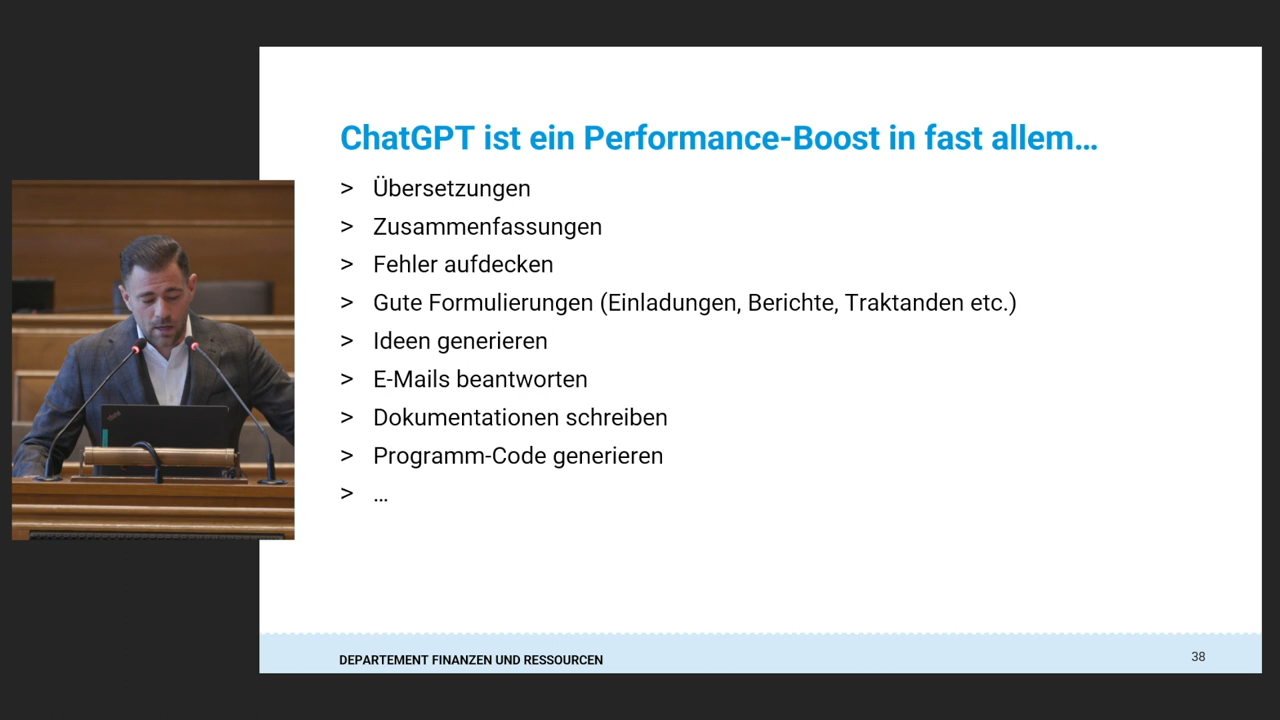 ChatGPT ist ein Performance-Boost in fast allem…
> Übersetzungen
> Zusammenfassungen
> Fehler aufdecken
> Gute Formulierungen (Einladungen, Berichte, Traktanden etc.)
> Ideen generieren
> E-Mails beantworten
> Dokumentationen schreiben
> Programm-Code generieren
> …
DEPARTEMENT FINANZEN UND RESSOURCEN
38